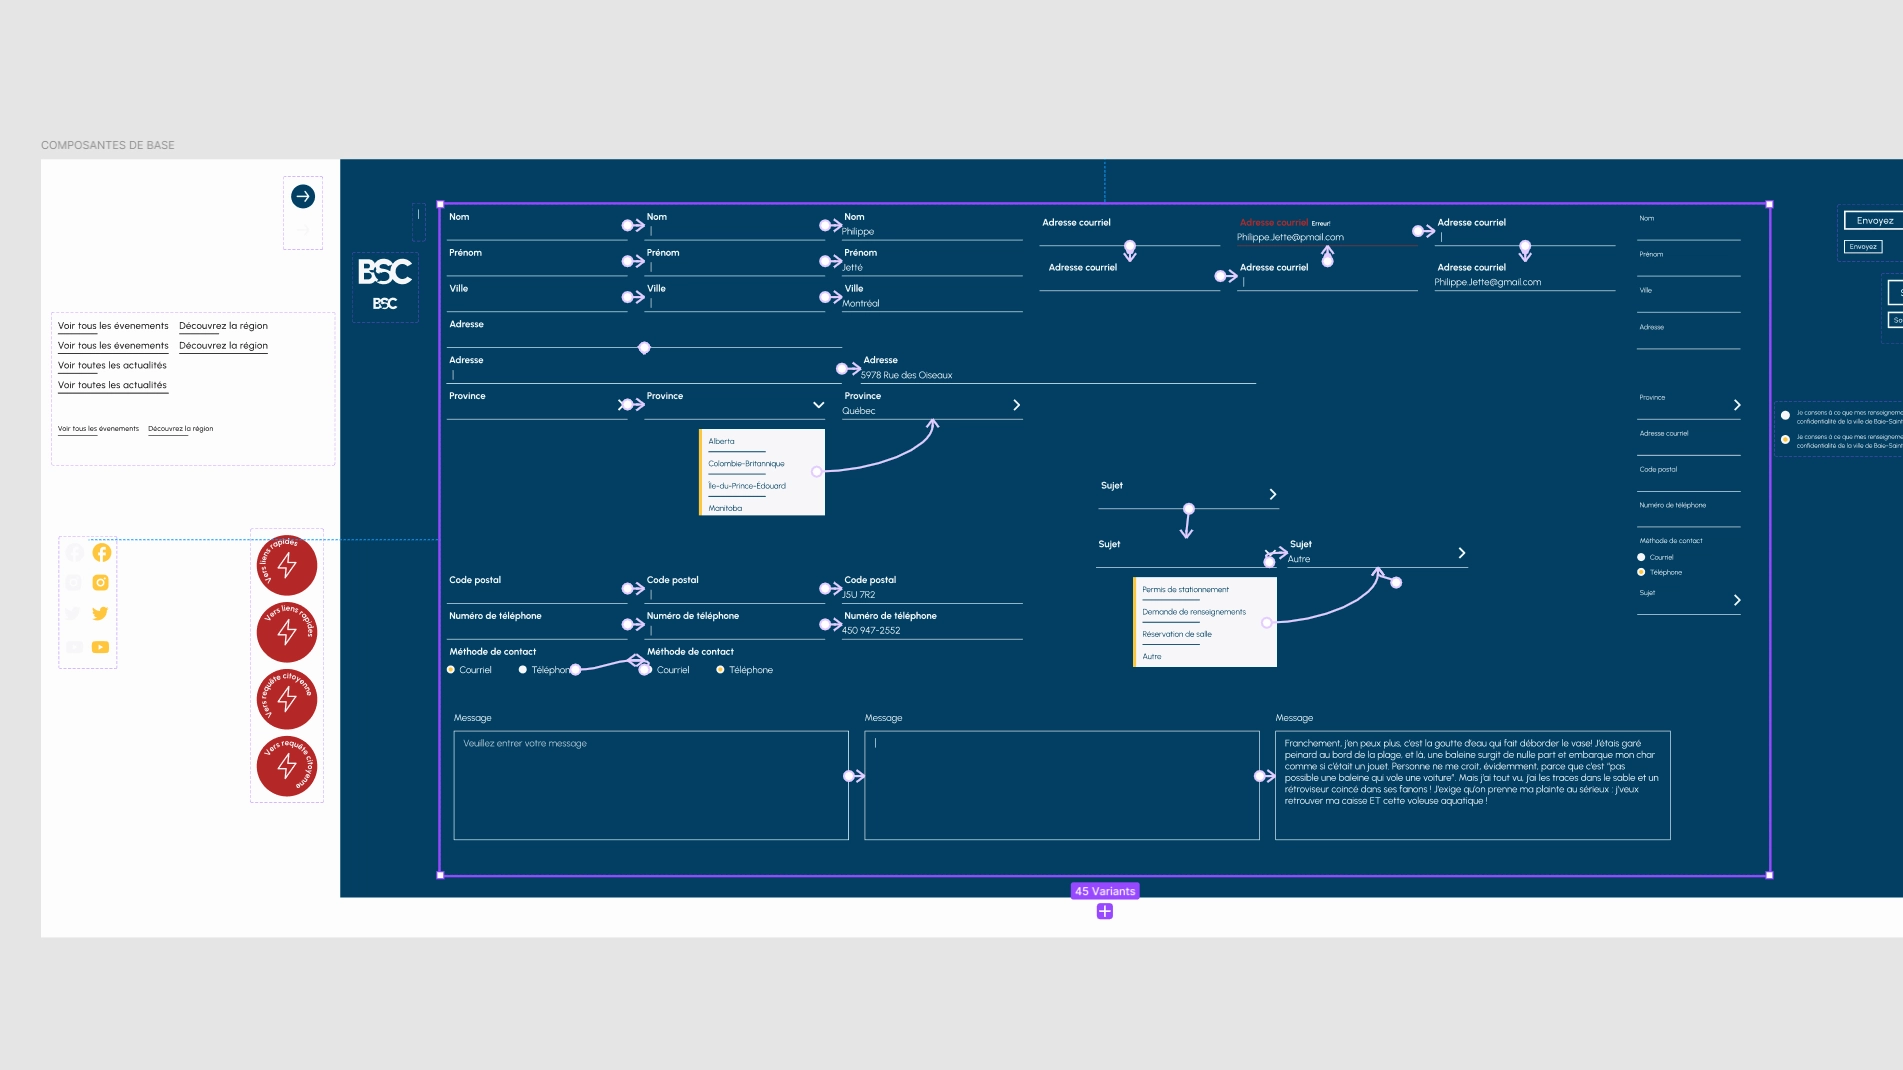 COMPOSANTES DE BASE
BSC
BSC
Voir tous les évenements Découvrez la région
Voir tous les évenements Découvrez la région
Voir toutes les actualités
Voir toutes les actualités
Voir tous les évenements Découvrez la région
Vers liens rapides
Vers liens rapides
Vers requête citoyenne
Vers requête citoyenne
Nom Nom Nom
Philippe
Prénom Prénom Prénom
Jetté
Ville Ville Ville
Montréal
Adresse
Adresse Adresse
5978 Rue des Oiseaux
Province Province Province
Québec
Alberta
Colombie-Britannique
Île-du-Prince-Edouard
Manitoba
Code postal Code postal Code postal
J5U 7R2
Numéro de téléphone Numéro de téléphone Numéro de téléphone
450 947-2552
Méthode de contact Méthode de contact
Courriel Téléphon Courriel Téléphone
Adresse courriel Adresse courriel Erreur! Adresse courriel
Philippe.Jette@pmail.com
Adresse courriel Adresse courriel Adresse courriel
Philippe.Jette@gmail.com
Sujet
Sujet Sujet
Autre
Permis de stationnement
Demande de renseignements
Réservation de salle
Autre
Message Message Message
Veuillez entrer votre message
Franchement, j'en peux plus, c'est la goutte d'eau qui fait déborder le vase! J'étais garé
peinard au bord de la plage, et là, une baleine surgit de nulle part et embarque mon char
comme si c'était un jouet. Personne ne me croit, évidemment, parce que c'est "pas
possible une baleine qui vole une voiture". Mais j'ai tout vu, j'ai les traces dans le sable et un
rétroviseur coincé dans ses fanons ! J'exige qu'on prenne ma plainte au sérieux : j'veux
retrouver ma caisse ET cette voleuse aquatique !
Nom
Prénom
Ville
Adresse
Province
Adresse courriel
Code postal
Numéro de téléphone
Méthode de contact
Courriel
Téléphone
Sujet
Envoyez
Envoyez
So
Je consens à ce que mes renseigneme
confidentialité de la ville de Baie-Saint
Je consens à ce que mes renseigneme
confidentialité de la ville de Baie-Saint
45 Variants